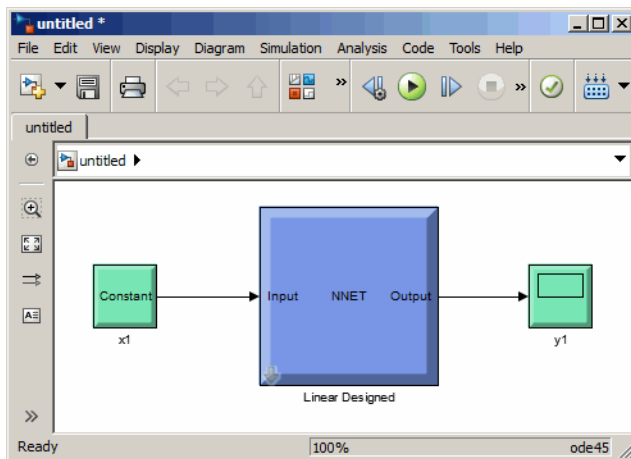 untitled *
File Edit View Display Diagram Simulation Analysis Code Tools Help
» »
untitled
untitled
Constant
Input NNET Output
x1
y1
Linear Designed
»
Ready 100% ode45